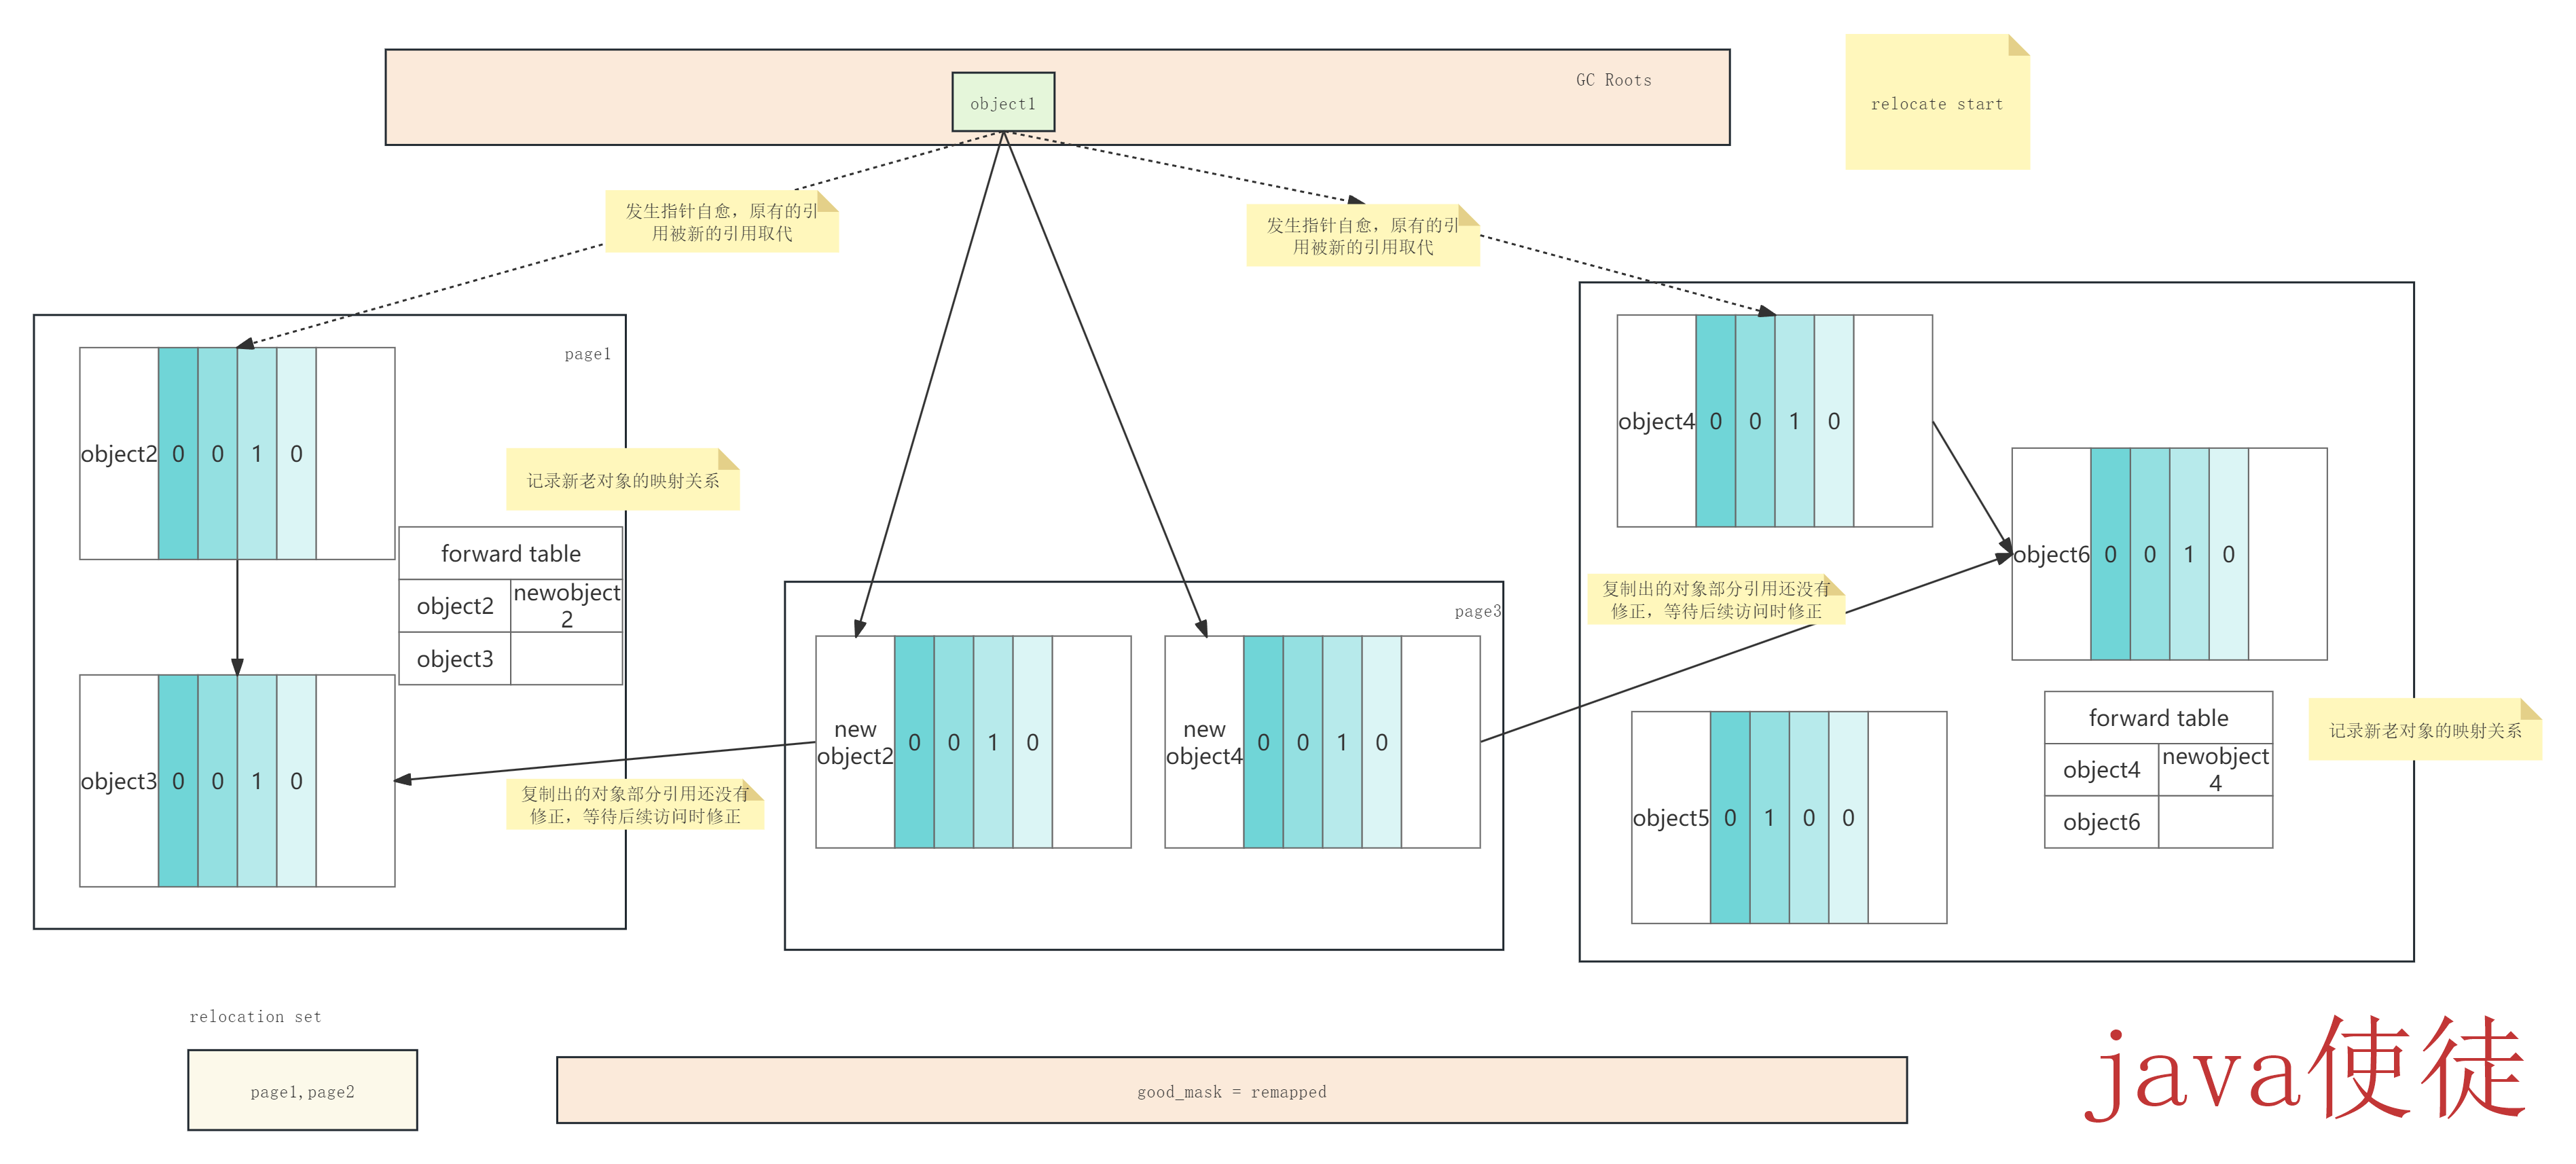 GC Roots
object1
relocate start
发生指针自愈，原有的引
用被新的引用取代
发生指针自愈，原有的引
用被新的引用取代
page1
object2 0 0 1 0
记录新老对象的映射关系
forward table
object2 newobject
2
object3
object3 0 0 1 0
复制出的对象部分引用还没有
修正，等待后续访问时修正
page3
new
object2 0 0 1 0
new
object4 0 0 1 0
object4 0 0 1 0
object6 0 0 1 0
复制出的对象部分引用还没有
修正，等待后续访问时修正
object5 0 1 0 0
forward table
object4 newobject
4
object6
记录新老对象的映射关系
relocation set
page1,page2
good_mask = remapped
java使徒